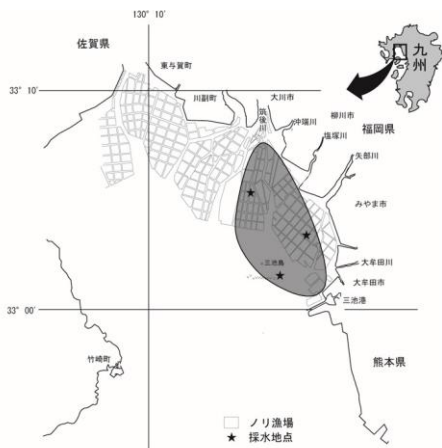 130° 10′
佐賀県
東与賀町
九州
33° 10′
川副町
大川市
筑後川
沖端川
柳川市
福岡県
塩塚川
矢部川
みやま市
三池島
大牟田川
大牟田市
三池港
33° 00′
竹崎町
熊本県
ノリ漁場
★ 採水地点